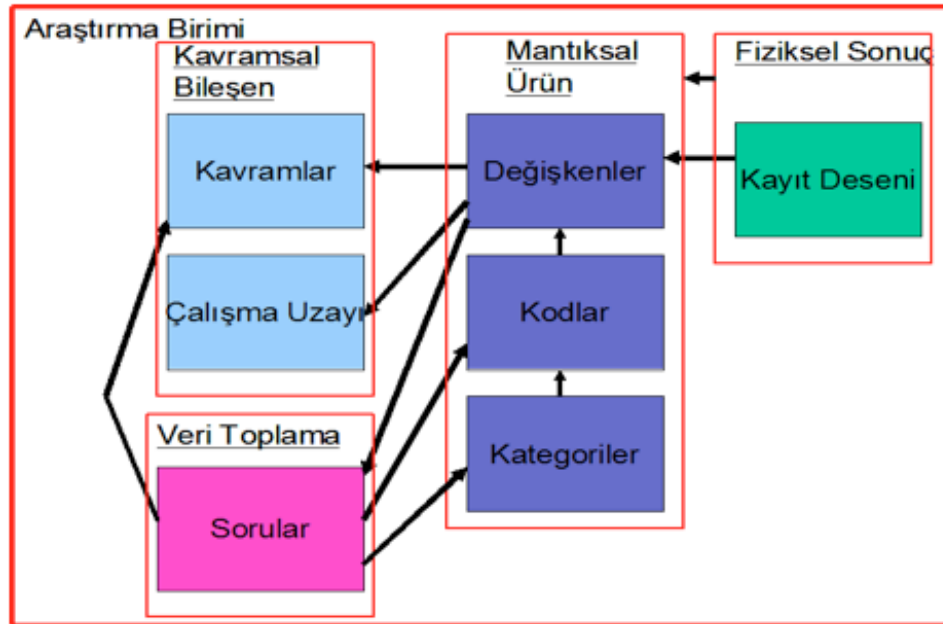 Araştırma Birimi
Kavramsal
Bileşen
Kavramlar
Çalışma Uzayı
Veri Toplama
Sorular
Mantıksal
Ürün
Değişkenler
Kodlar
Kategoriler
Fiziksel Sonuç
Kayıt Deseni